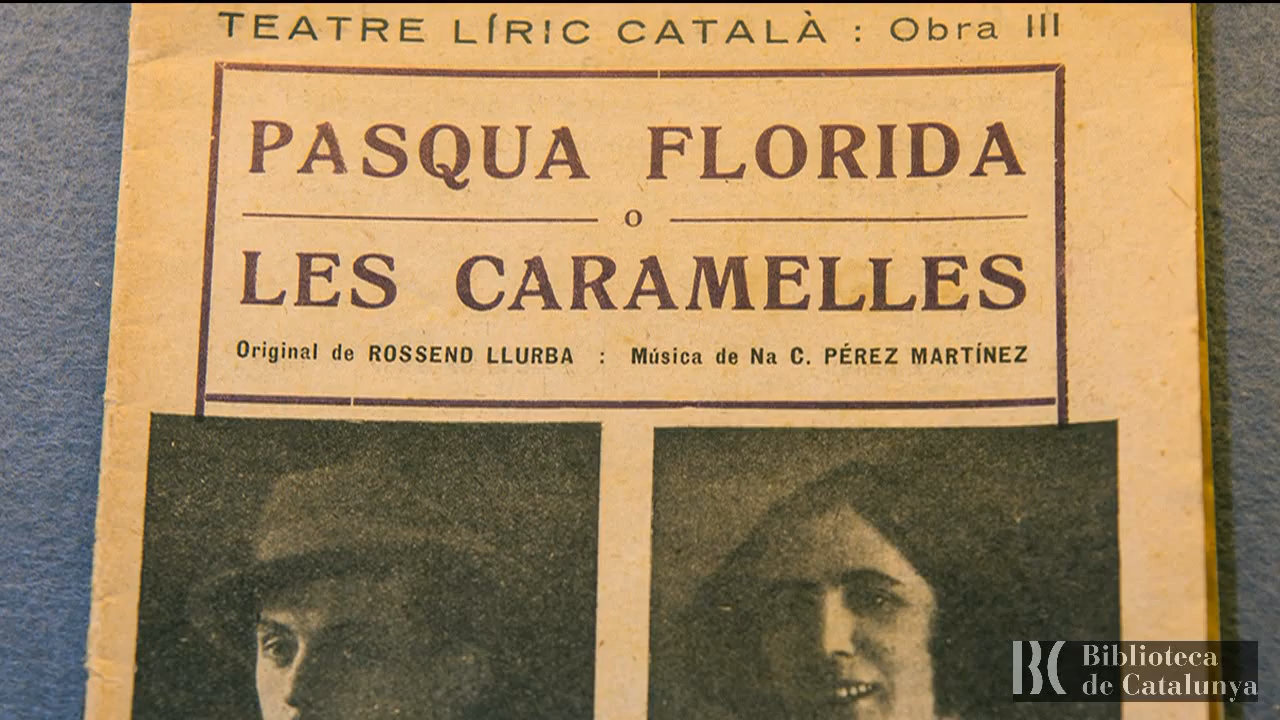 TEATRE LÍRIC CATALÀ : Obra III
PASQUA FLORIDA
o
LES CARAMELLES
Original de ROSSEND LLURBA : Música de Na C. PÉREZ MARTÍNEZ
BC Biblioteca
de Catalunya